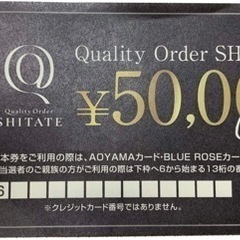 Quality Order SH
Quality Order
SHITATE
¥50,00
本券をご利用の際は、AOYAMAカード・BLUE ROSEカー
当選者のご親族の方がご利用の際は下枠へ6から始まる13桁の番
6
※クレジットカード番号ではありません。